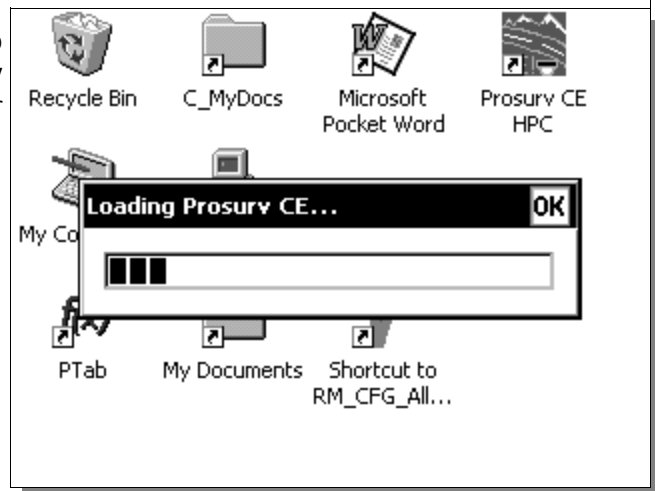 Recycle Bin
C_MyDocs
Microsoft
Pocket Word
Prosurv CE
HPC
Loading Prosurv CE...
OK
My Co
PTab
My Documents
Shortcut to
RM_CFG_All...